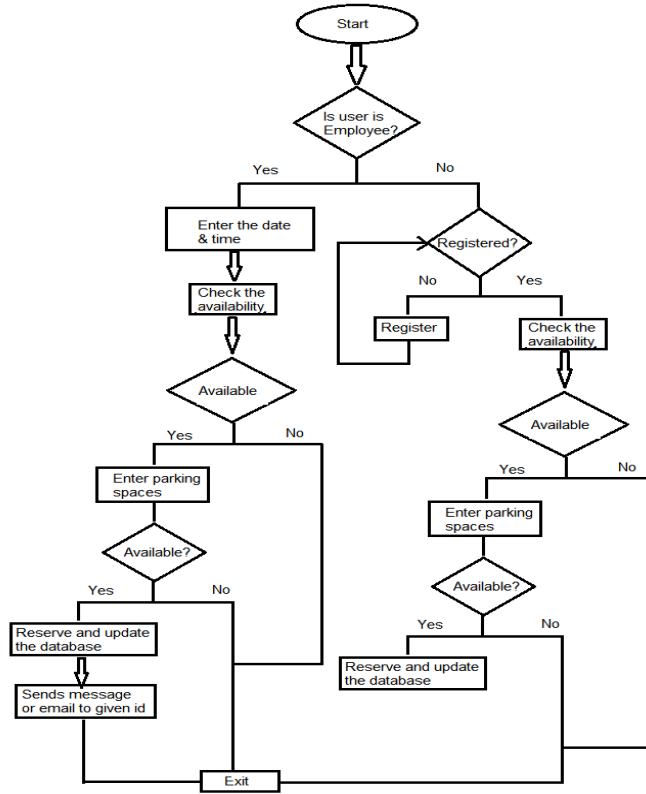 Start
Is user is
Employee?
Yes
No
Enter the date
& time
Registered?
Check the
availability.
No
Yes
Register
Check the
availability.
Available
Available
Yes
No
Yes
No
Enter parking
spaces
Enter parking
spaces
Available?
Available?
Yes
No
Yes
No
Reserve and update
the database
Reserve and update
the database
Sends message
or email to given id
Exit